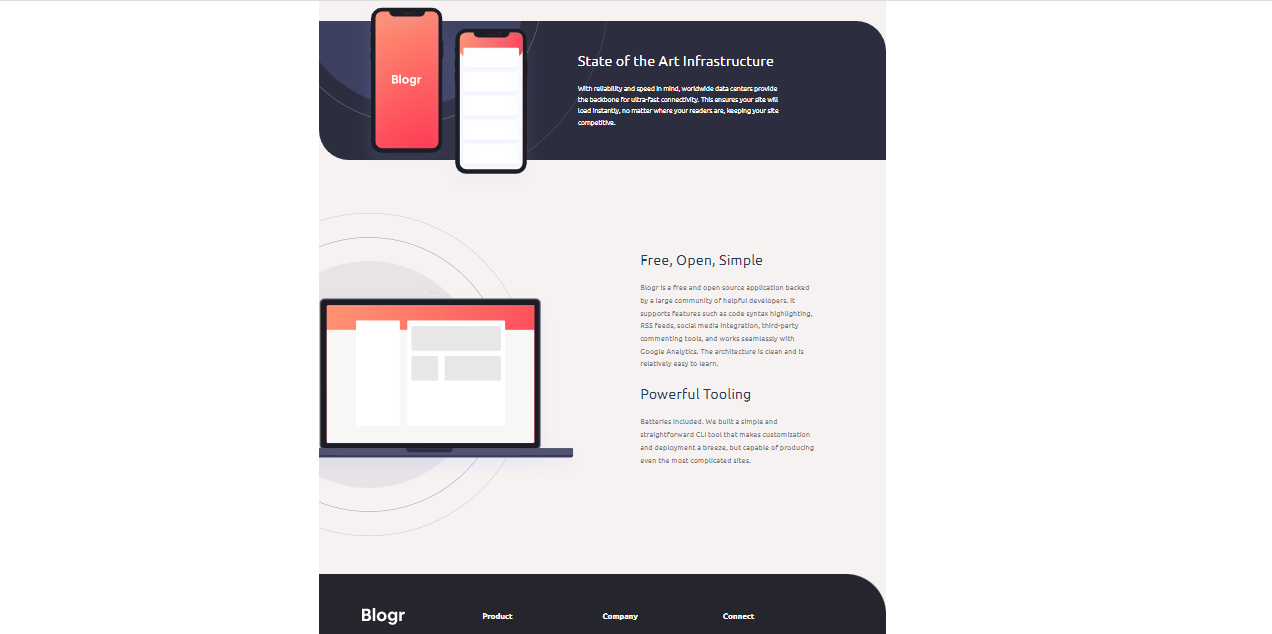 Blogr
State of the Art Infrastructure
With reliability and speed in mind, worldwide data centers provide
the backbone for ultra-fast connectivity. This ensures your site will
load instantly, no matter where your readers are, keeping your site
competitive.
Free, Open, Simple
Blogr is a free and open source application backed
by a large community of helpful developers. It
supports features such as code syntax highlighting,
RSS feeds, social media integration, third-party
commenting tools, and works seamlessly with
Google Analytics. The architecture is clean and is
relatively easy to learn.
Powerful Tooling
Batteries included. We built a simple and
straightforward CLI tool that makes customization
and deployment a breeze, but capable of producing
even the most complicated sites.
Blogr
Product
Company
Connect